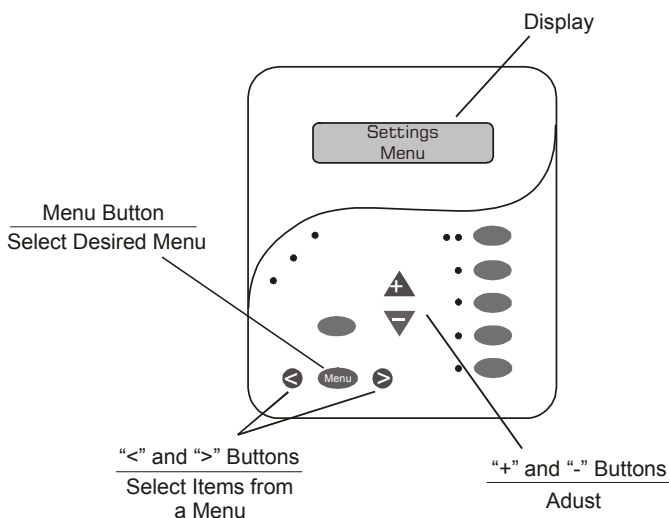 Display
Settings
Menu
Menu Button
Select Desired Menu
+
−
< Menu >
“<” and “>” Buttons
Select Items from
a Menu
“+” and “-” Buttons
Adust